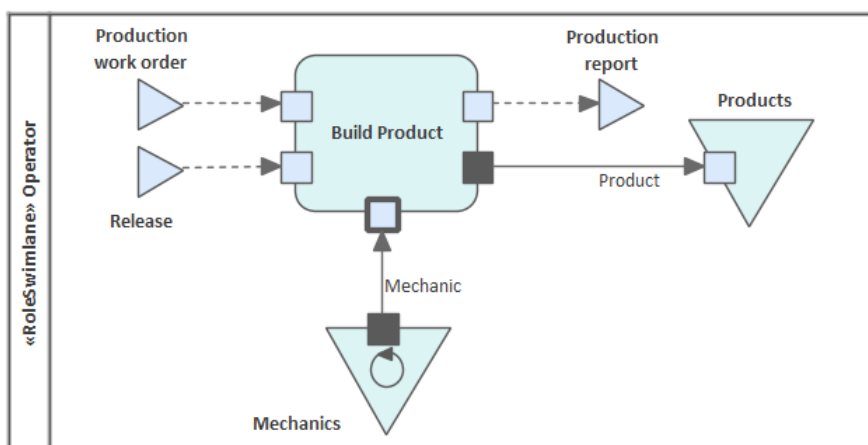 «RoleSwimlane» Operator
Production
work order
Release
Build Product
Production
report
Products
Product
Mechanic
Mechanics